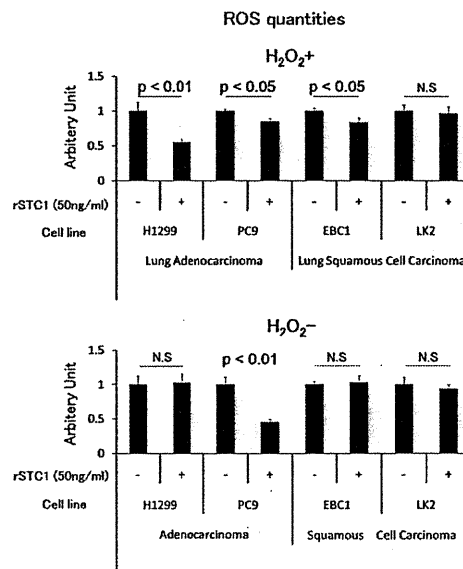 ROS quantities
H₂O₂+
p < 0.01 p < 0.05 p < 0.05 N.S
Arbitery Unit
1.5
1
0.5
0
rSTC1 (50ng/ml) - + - + - + - +
Cell line H1299 PC9 EBC1 LK2
Lung Adenocarcinoma Lung Squamous Cell Carcinoma
H₂O₂−
N.S p < 0.01 N.S N.S
Arbitery Unit
1.5
1
0.5
0
rSTC1 (50ng/ml) - + - + - + - +
Cell line H1299 PC9 EBC1 LK2
Adenocarcinoma Squamous Cell Carcinoma